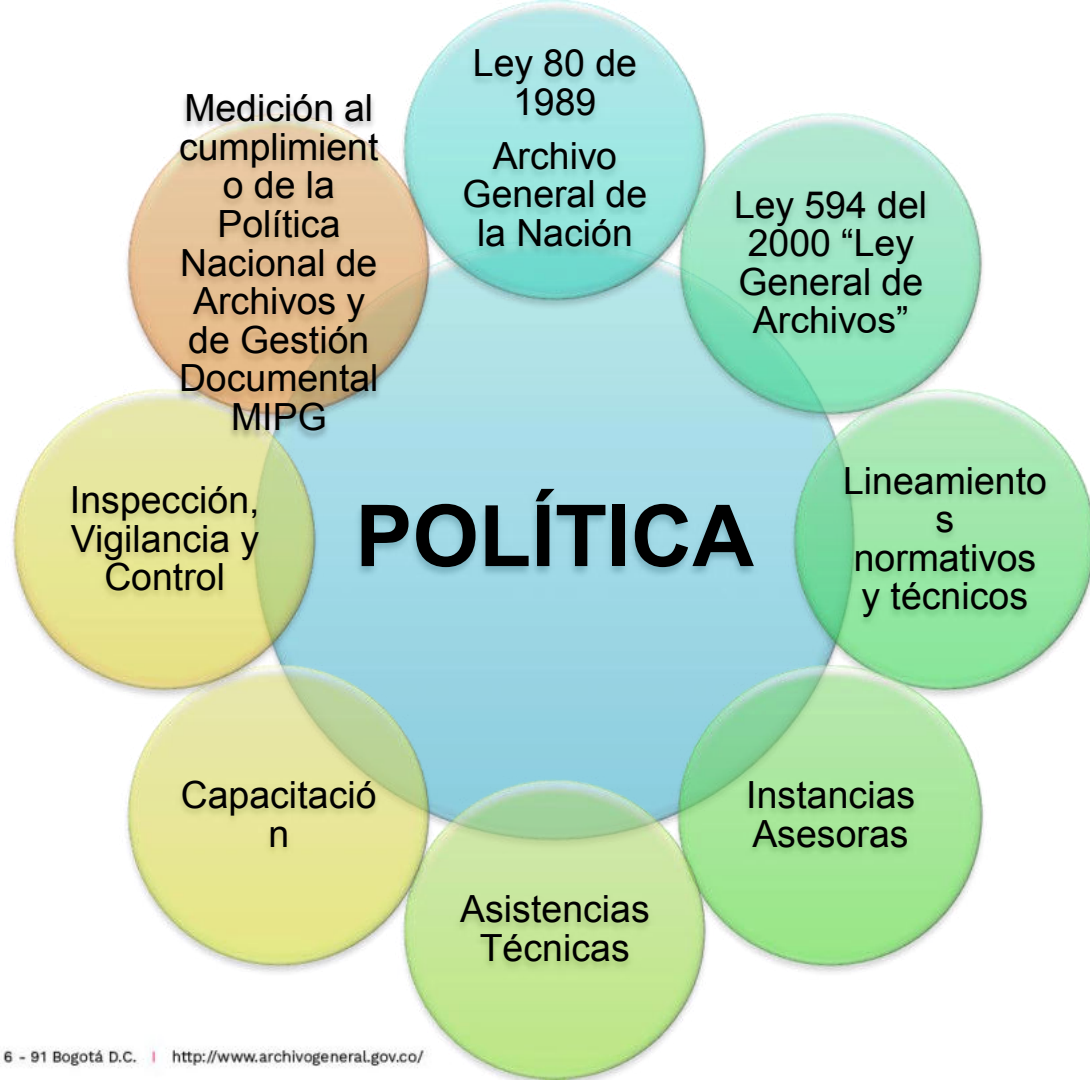 Ley 80 de
1989
Archivo
General de
la Nación
Ley 594 del
2000 “Ley
General de
Archivos”
Lineamiento
s
normativos
y técnicos
Instancias
Asesoras
Asistencias
Técnicas
Capacitació
n
Inspección,
Vigilancia y
Control
Medición al
cumplimient
o de la
Política
Nacional de
Archivos y
de Gestión
Documental
MIPG
POLÍTICA
6 - 91 Bogotá D.C. | http://www.archivogeneral.gov.co/